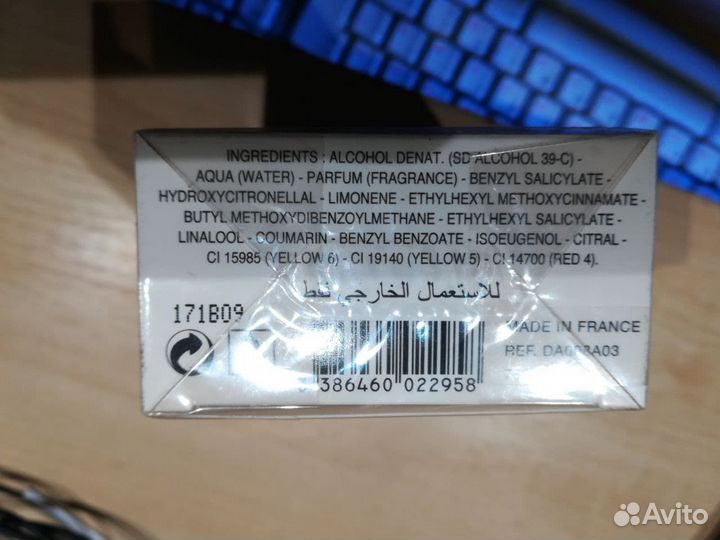 INGREDIENTS : ALCOHOL DENAT. (SD ALCOHOL 39-C) -
AQUA (WATER) - PARFUM (FRAGRANCE) - BENZYL SALICYLATE -
HYDROXYCITRONELLAL - LIMONENE - ETHYLHEXYL METHOXYCINNAMATE -
BUTYL METHOXYDIBENZOYLMETHANE - ETHYLHEXYL SALICYLATE -
LINALOOL - COUMARIN - BENZYL BENZOATE - ISOEUGENOL - CITRAL -
CI 15985 (YELLOW 6) - CI 19140 (YELLOW 5) - CI 14700 (RED 4).
للاستعمال الخارجي فقط
171B09
MADE IN FRANCE
REF.
386460 022958
Avito